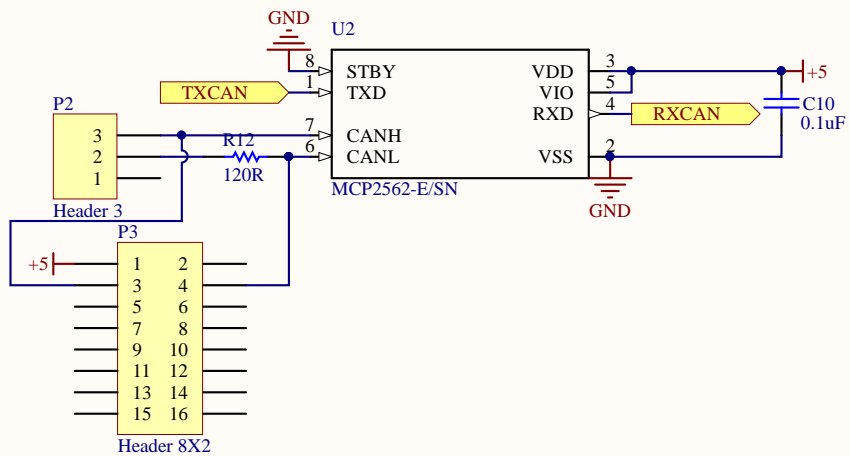 GND
U2
8
STBY
VDD
3
+5
TXCAN
1
TXD
VIO
5
RXD
4
RXCAN
C10
0.1uF
P2
3
R12
7
CANH
2
6
CANL
VSS
2
120R
1
MCP2562-E/SN
GND
Header 3
P3
+5
1
2
3
4
5
6
7
8
9
10
11
12
13
14
15
16
Header 8X2